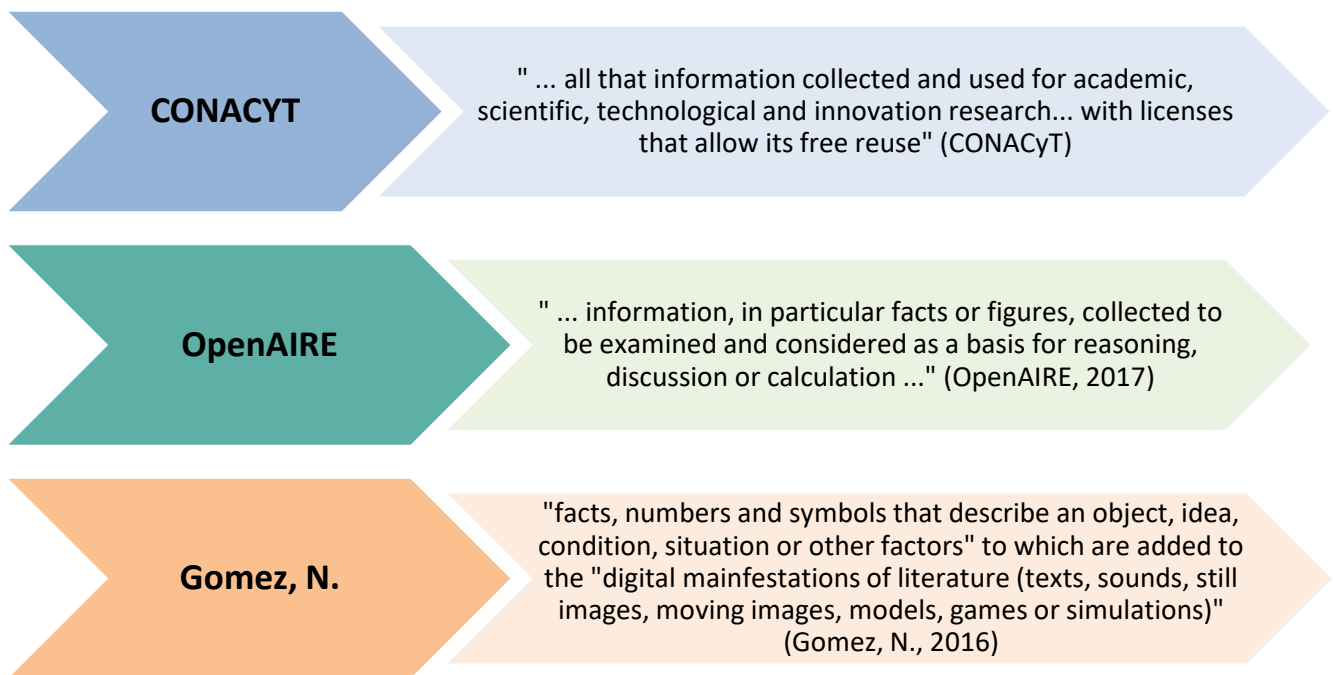 CONACYT
" ... all that information collected and used for academic,
scientific, technological and innovation research... with licenses
that allow its free reuse" (CONACyT)
OpenAIRE
" ... information, in particular facts or figures, collected to
be examined and considered as a basis for reasoning,
discussion or calculation ..." (OpenAIRE, 2017)
Gomez, N.
"facts, numbers and symbols that describe an object, idea,
condition, situation or other factors" to which are added to
the "digital mainfestations of literature (texts, sounds, still
images, moving images, models, games or simulations)"
(Gomez, N., 2016)